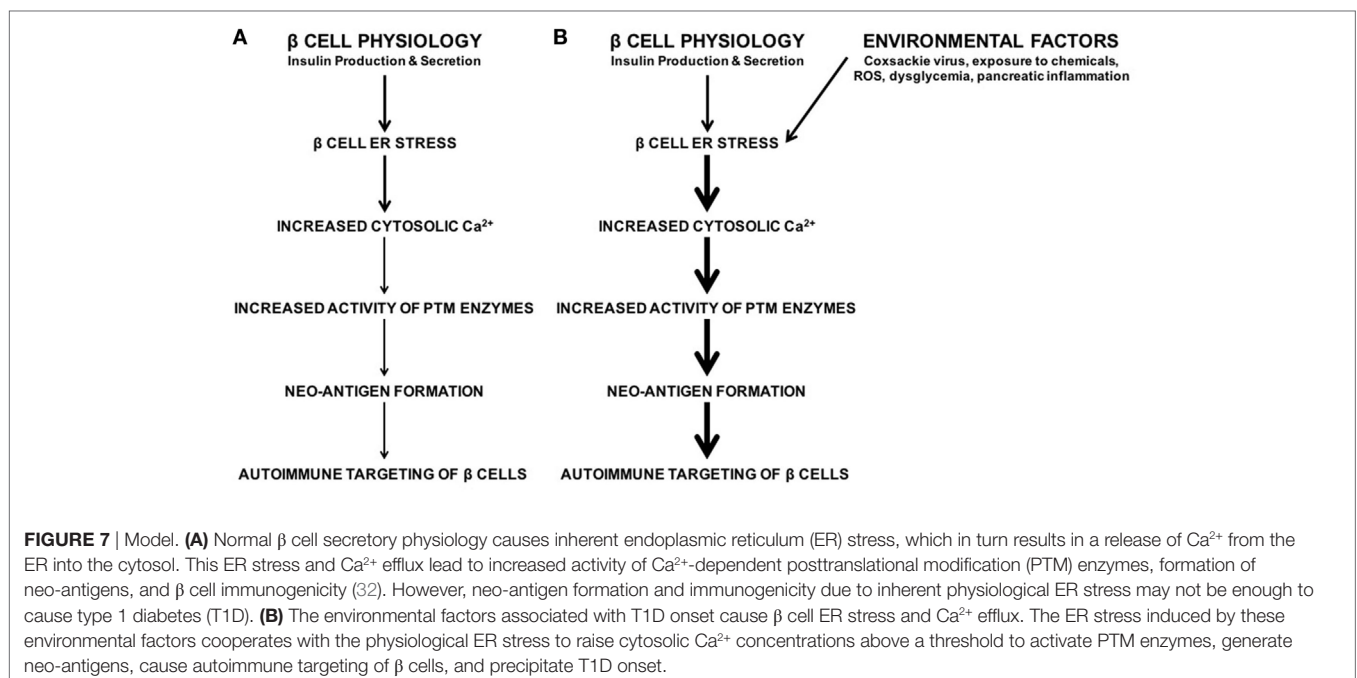 A
β CELL PHYSIOLOGY
Insulin Production & Secretion
β CELL ER STRESS
INCREASED CYTOSOLIC Ca²⁺
INCREASED ACTIVITY OF PTM ENZYMES
NEO-ANTIGEN FORMATION
AUTOIMMUNE TARGETING OF β CELLS
B
β CELL PHYSIOLOGY
Insulin Production & Secretion
ENVIRONMENTAL FACTORS
Coxsackie virus, exposure to chemicals,
ROS, dysglycemia, pancreatic inflammation
β CELL ER STRESS
INCREASED CYTOSOLIC Ca²⁺
INCREASED ACTIVITY OF PTM ENZYMES
NEO-ANTIGEN FORMATION
AUTOIMMUNE TARGETING OF β CELLS
FIGURE 7 | Model. (A) Normal β cell secretory physiology causes inherent endoplasmic reticulum (ER) stress, which in turn results in a release of Ca²⁺ from the
ER into the cytosol. This ER stress and Ca²⁺ efflux lead to increased activity of Ca²⁺-dependent posttranslational modification (PTM) enzymes, formation of
neo-antigens, and β cell immunogenicity (32). However, neo-antigen formation and immunogenicity due to inherent physiological ER stress may not be enough to
cause type 1 diabetes (T1D). (B) The environmental factors associated with T1D onset cause β cell ER stress and Ca²⁺ efflux. The ER stress induced by these
environmental factors cooperates with the physiological ER stress to raise cytosolic Ca²⁺ concentrations above a threshold to activate PTM enzymes, generate
neo-antigens, cause autoimmune targeting of β cells, and precipitate T1D onset.